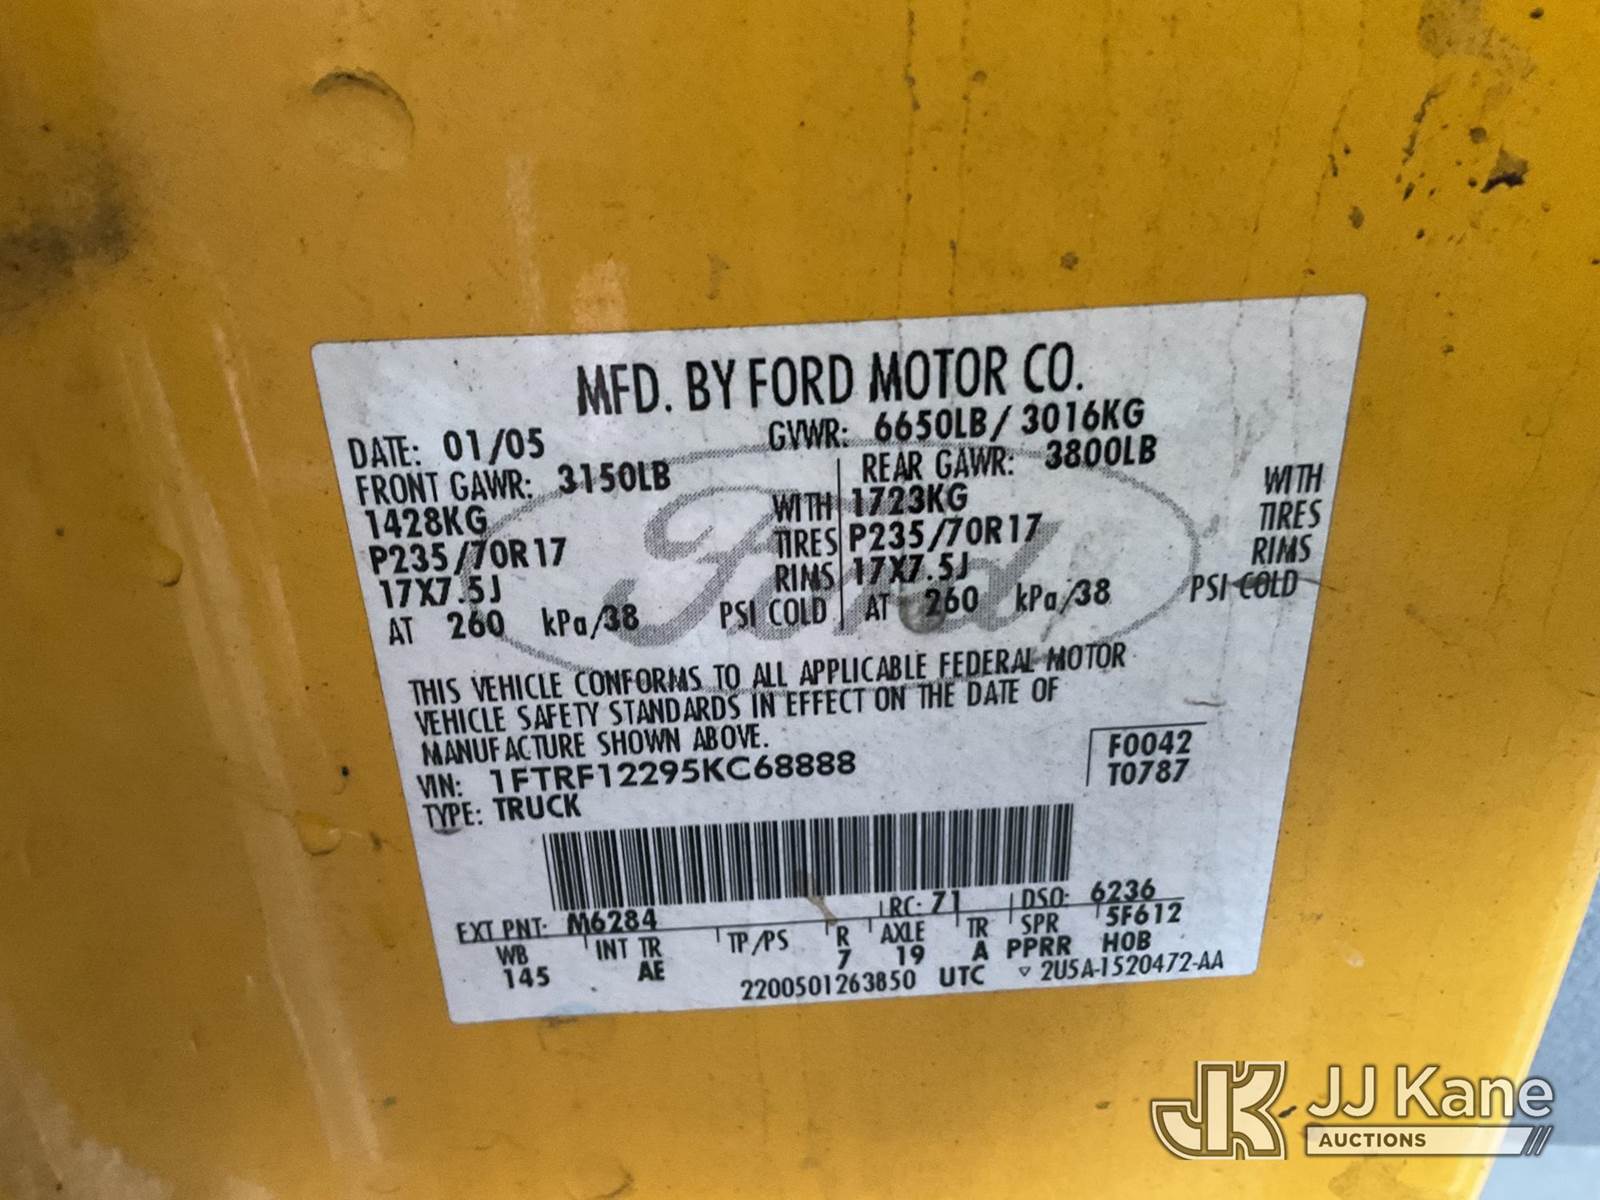 MFD. BY FORD MOTOR CO.
DATE: 01/05 GVWR: 6650LB / 3016KG
FRONT GAWR: 3150LB REAR GAWR: 3800LB
1428KG WITH 1723KG WITH
P235/70R17 TIRES P235/70R17 TIRES
17X7.5J RIMS 17X7.5J RIMS
AT 260 kPa/38 PSI COLD AT 260 kPa/38 PSI COLD
Ford
THIS VEHICLE CONFORMS TO ALL APPLICABLE FEDERAL MOTOR
VEHICLE SAFETY STANDARDS IN EFFECT ON THE DATE OF
MANUFACTURE SHOWN ABOVE.
F0042
VIN: 1FTRF12295KC68888 T0787
TYPE: TRUCK
EXT PNT: M6284 RC: 71 DSO: 6236
WB INT TR TP/PS R AXLE TR SPR 5F612
145 AE 7 19 A PPRR HOB
2200501263850 UTC ▽ 2U5A-1520472-AA
JK JJ Kane
AUCTIONS